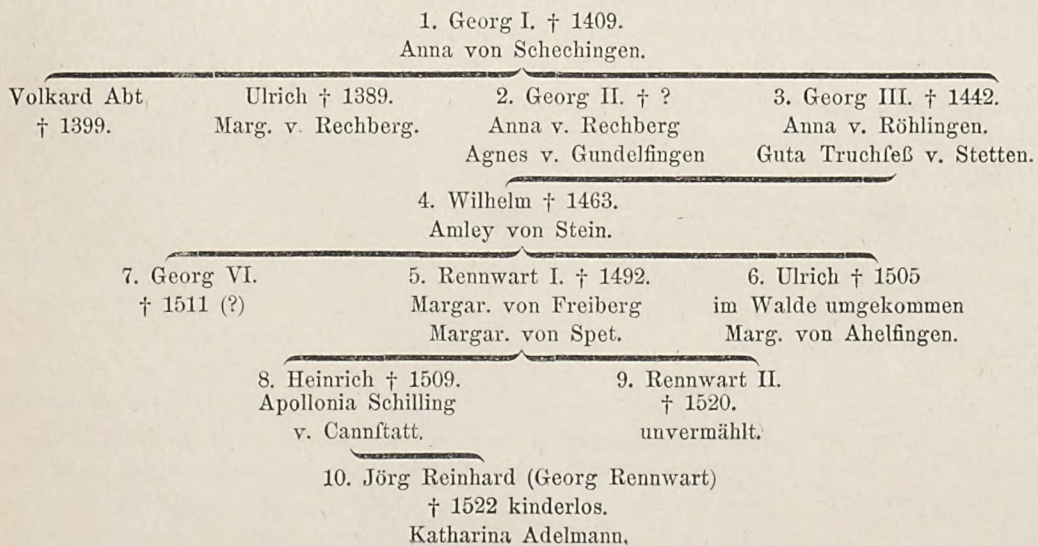 1. Georg I. † 1409.
Anna von Schechingen.
Volkard Abt
† 1399.
Ulrich † 1389.
Marg. v. Rechberg.
2. Georg II. † ?
Anna v. Rechberg
Agnes v. Gundelfingen
3. Georg III. † 1442.
Anna v. Röhlingen.
Guta Truchſeß v. Stetten.
4. Wilhelm † 1463.
Amley von Stein.
7. Georg VI.
† 1511 (?)
5. Rennwart I. † 1492.
Margar. von Freiberg
Margar. von Spet.
6. Ulrich † 1505
im Walde umgekommen
Marg. von Ahelfingen.
8. Heinrich † 1509.
Apollonia Schilling
v. Cannſtatt.
9. Rennwart II.
† 1520.
unvermählt.
10. Jörg Reinhard (Georg Rennwart)
† 1522 kinderlos.
Katharina Adelmann.